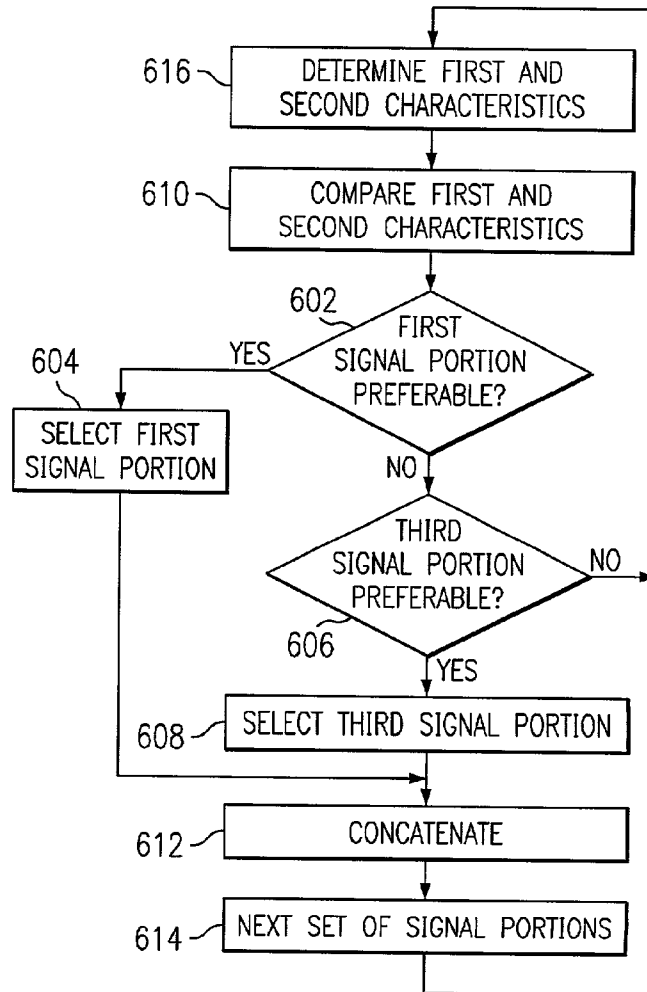 616
DETERMINE FIRST AND
SECOND CHARACTERISTICS
610
COMPARE FIRST AND
SECOND CHARACTERISTICS
602
FIRST
SIGNAL PORTION
PREFERABLE?
YES
604
SELECT FIRST
SIGNAL PORTION
NO
THIRD
SIGNAL PORTION
PREFERABLE?
NO
606
YES
608
SELECT THIRD SIGNAL PORTION
612
CONCATENATE
614
NEXT SET OF SIGNAL PORTIONS